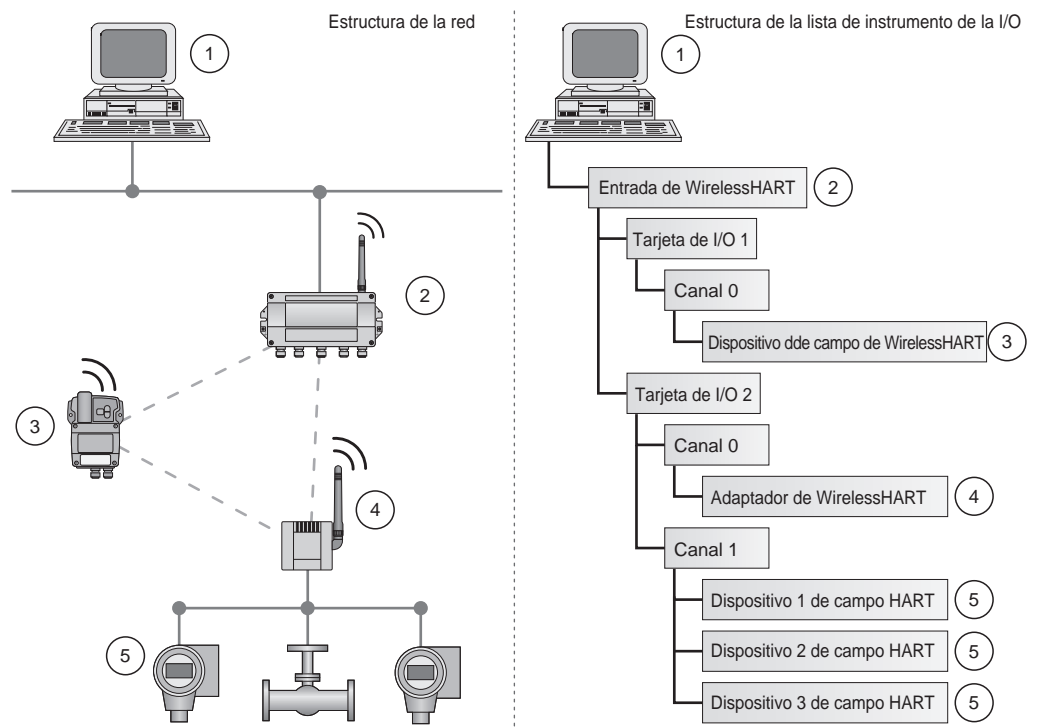 Estructura de la red
1
2
3
4
5
Estructura de la lista de instrumento de la I/O
1
Entrada de WirelessHART 2
Tarjeta de I/O 1
Canal 0
Dispositivo dde campo de WirelessHART 3
Tarjeta de I/O 2
Canal 0
Adaptador de WirelessHART 4
Canal 1
Dispositivo 1 de campo HART 5
Dispositivo 2 de campo HART 5
Dispositivo 3 de campo HART 5